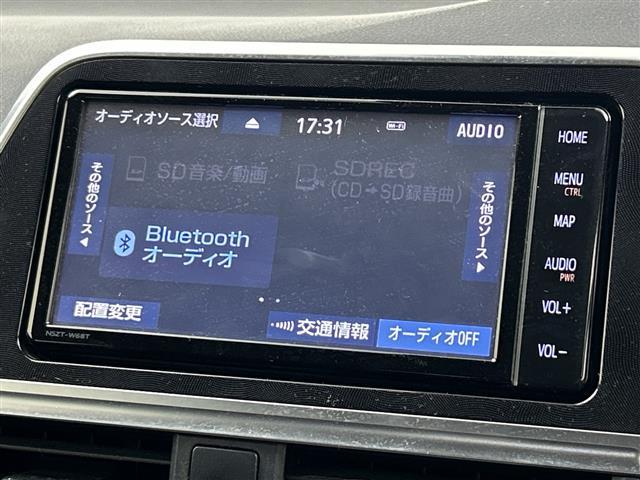 オーディオソース選択
17:31
Wi-Fi
AUDIO
その他のソース
SD音楽/動画
SDREC
(CD→SD録音曲)
その他のソース
Bluetooth
オーディオ
配置変更
交通情報
オーディオOFF
NSZT-W68T
HOME
MENU
CTRL
MAP
AUDIO
PWR
VOL+
VOL-